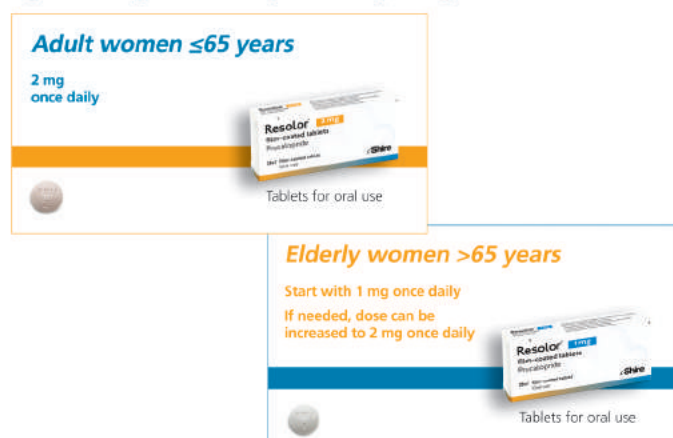 Adult women ≤65 years
2 mg
once daily
Resolor 2 mg
film-coated tablets
Prucalopride
Shire
Tablets for oral use
Elderly women >65 years
Start with 1 mg once daily
If needed, dose can be
increased to 2 mg once daily
Resolor 1 mg
film-coated tablets
Prucalopride
Shire
Tablets for oral use